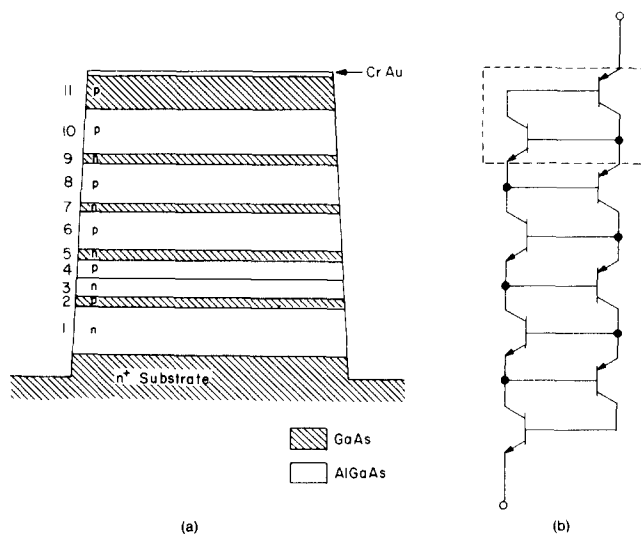 Cr Au
11 p
10 p
9 n
8 p
7 n
6 p
5 n
4 p
3 n
2 p
1 n
n+ Substrate
GaAs
AlGaAs
(a)
(b)